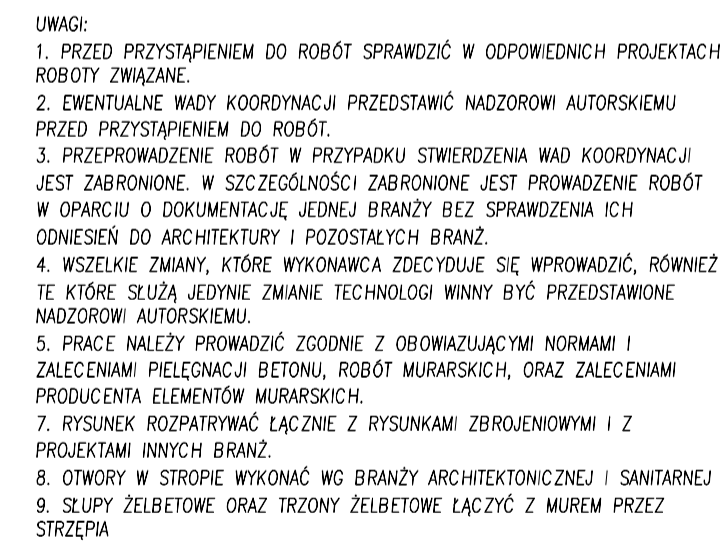 UWAGI:
1. PRZED PRZYSTĄPIENIEM DO ROBÓT SPRAWDZIĆ W ODPOWIEDNICH PROJEKTACH
ROBOTY ZWIĄZANE.
2. EWENTUALNE WADY KOORDYNACJI PRZEDSTAWIĆ NADZOROWI AUTORSKIEMU
PRZED PRZYSTĄPIENIEM DO ROBÓT.
3. PRZEPROWADZENIE ROBÓT W PRZYPADKU STWIERDZENIA WAD KOORDYNACJI
JEST ZABRONIONE. W SZCZEGÓLNOŚCI ZABRONIONE JEST PROWADZENIE ROBÓT
W OPARCIU O DOKUMENTACJĘ JEDNEJ BRANŻY BEZ SPRAWDZENIA ICH
ODNIESIEŃ DO ARCHITEKTURY I POZOSTAŁYCH BRANŻ.
4. WSZELKIE ZMIANY, KTÓRE WYKONAWCA ZDECYDUJE SIĘ WPROWADZIĆ, RÓWNIEŻ
TE KTÓRE SŁUŻĄ JEDYNIE ZMIANIE TECHNOLOGI WINNY BYĆ PRZEDSTAWIONE
NADZOROWI AUTORSKIEMU.
5. PRACE NALEŻY PROWADZIĆ ZGODNIE Z OBOWIAZUJĄCYMI NORMAMI I
ZALECENIAMI PIELĘGNACJI BETONU, ROBÓT MURARSKICH, ORAZ ZALECENIAMI
PRODUCENTA ELEMENTÓW MURARSKICH.
7. RYSUNEK ROZPATRYWAĆ ŁĄCZNIE Z RYSUNKAMI ZBROJENIOWYMI I Z
PROJEKTAMI INNYCH BRANŻ.
8. OTWORY W STROPIE WYKONAĆ WG BRANŻY ARCHITEKTONICZNEJ I SANITARNEJ
9. SŁUPY ŻELBETOWE ORAZ TRZONY ŻELBETOWE ŁĄCZYĆ Z MUREM PRZEZ
STRZĘPIA